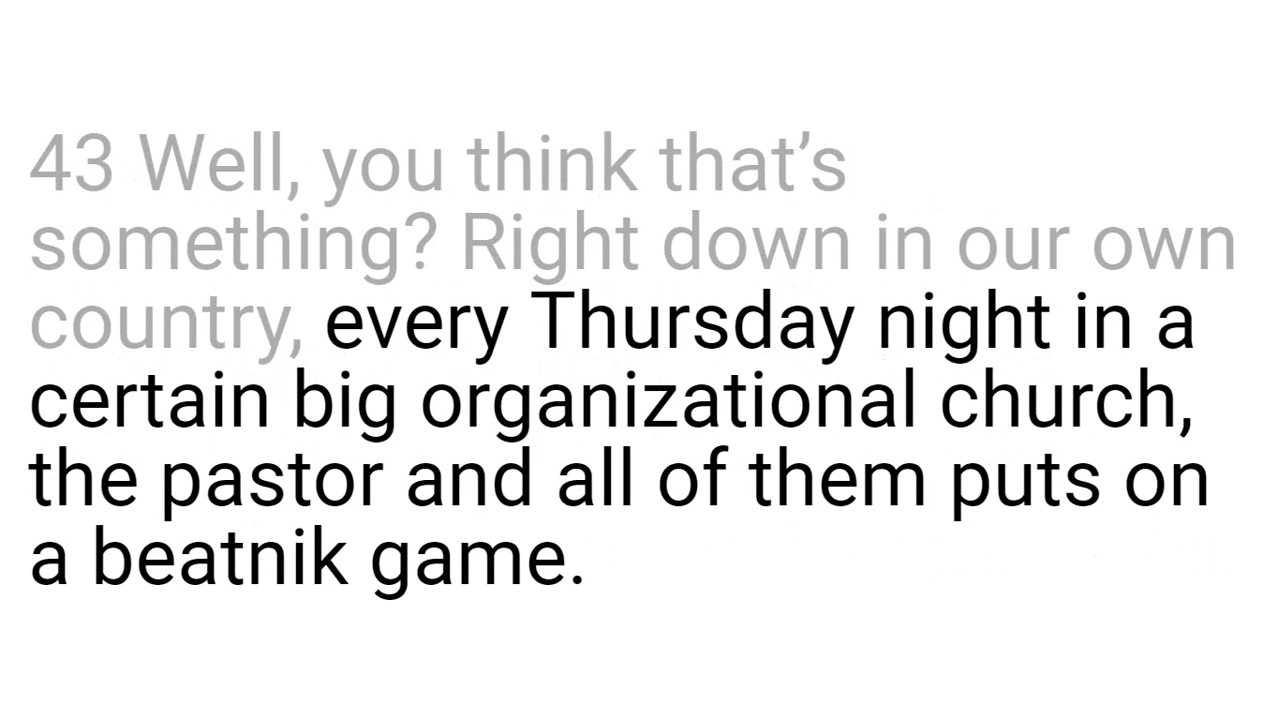 43 Well, you think that’s
something? Right down in our own
country, every Thursday night in a
certain big organizational church,
the pastor and all of them puts on
a beatnik game.